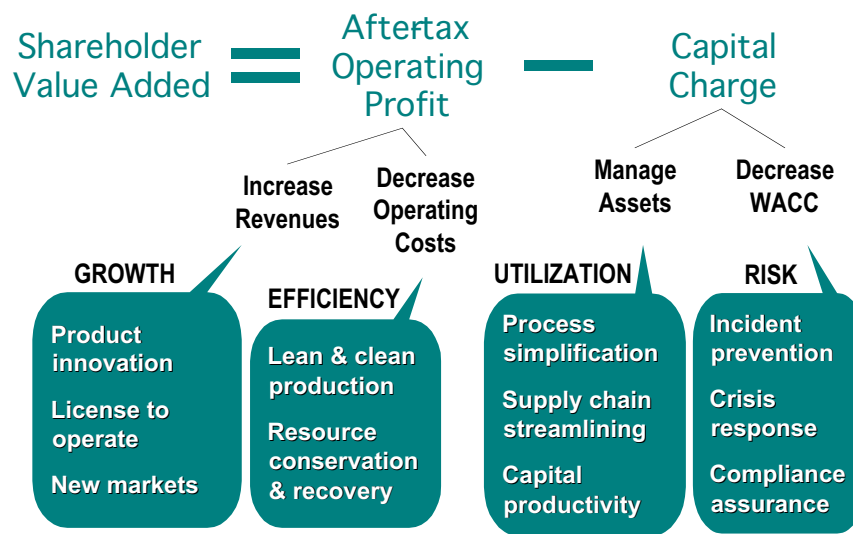 Shareholder
Value Added
Aftertax
Operating
Profit
Capital
Charge
Increase
Revenues
Decrease
Operating
Costs
Manage
Assets
Decrease
WACC
GROWTH
Product
innovation
License to
operate
New markets
EFFICIENCY
Lean & clean
production
Resource
conservation
& recovery
UTILIZATION
Process
simplification
Supply chain
streamlining
Capital
productivity
RISK
Incident
prevention
Crisis
response
Compliance
assurance